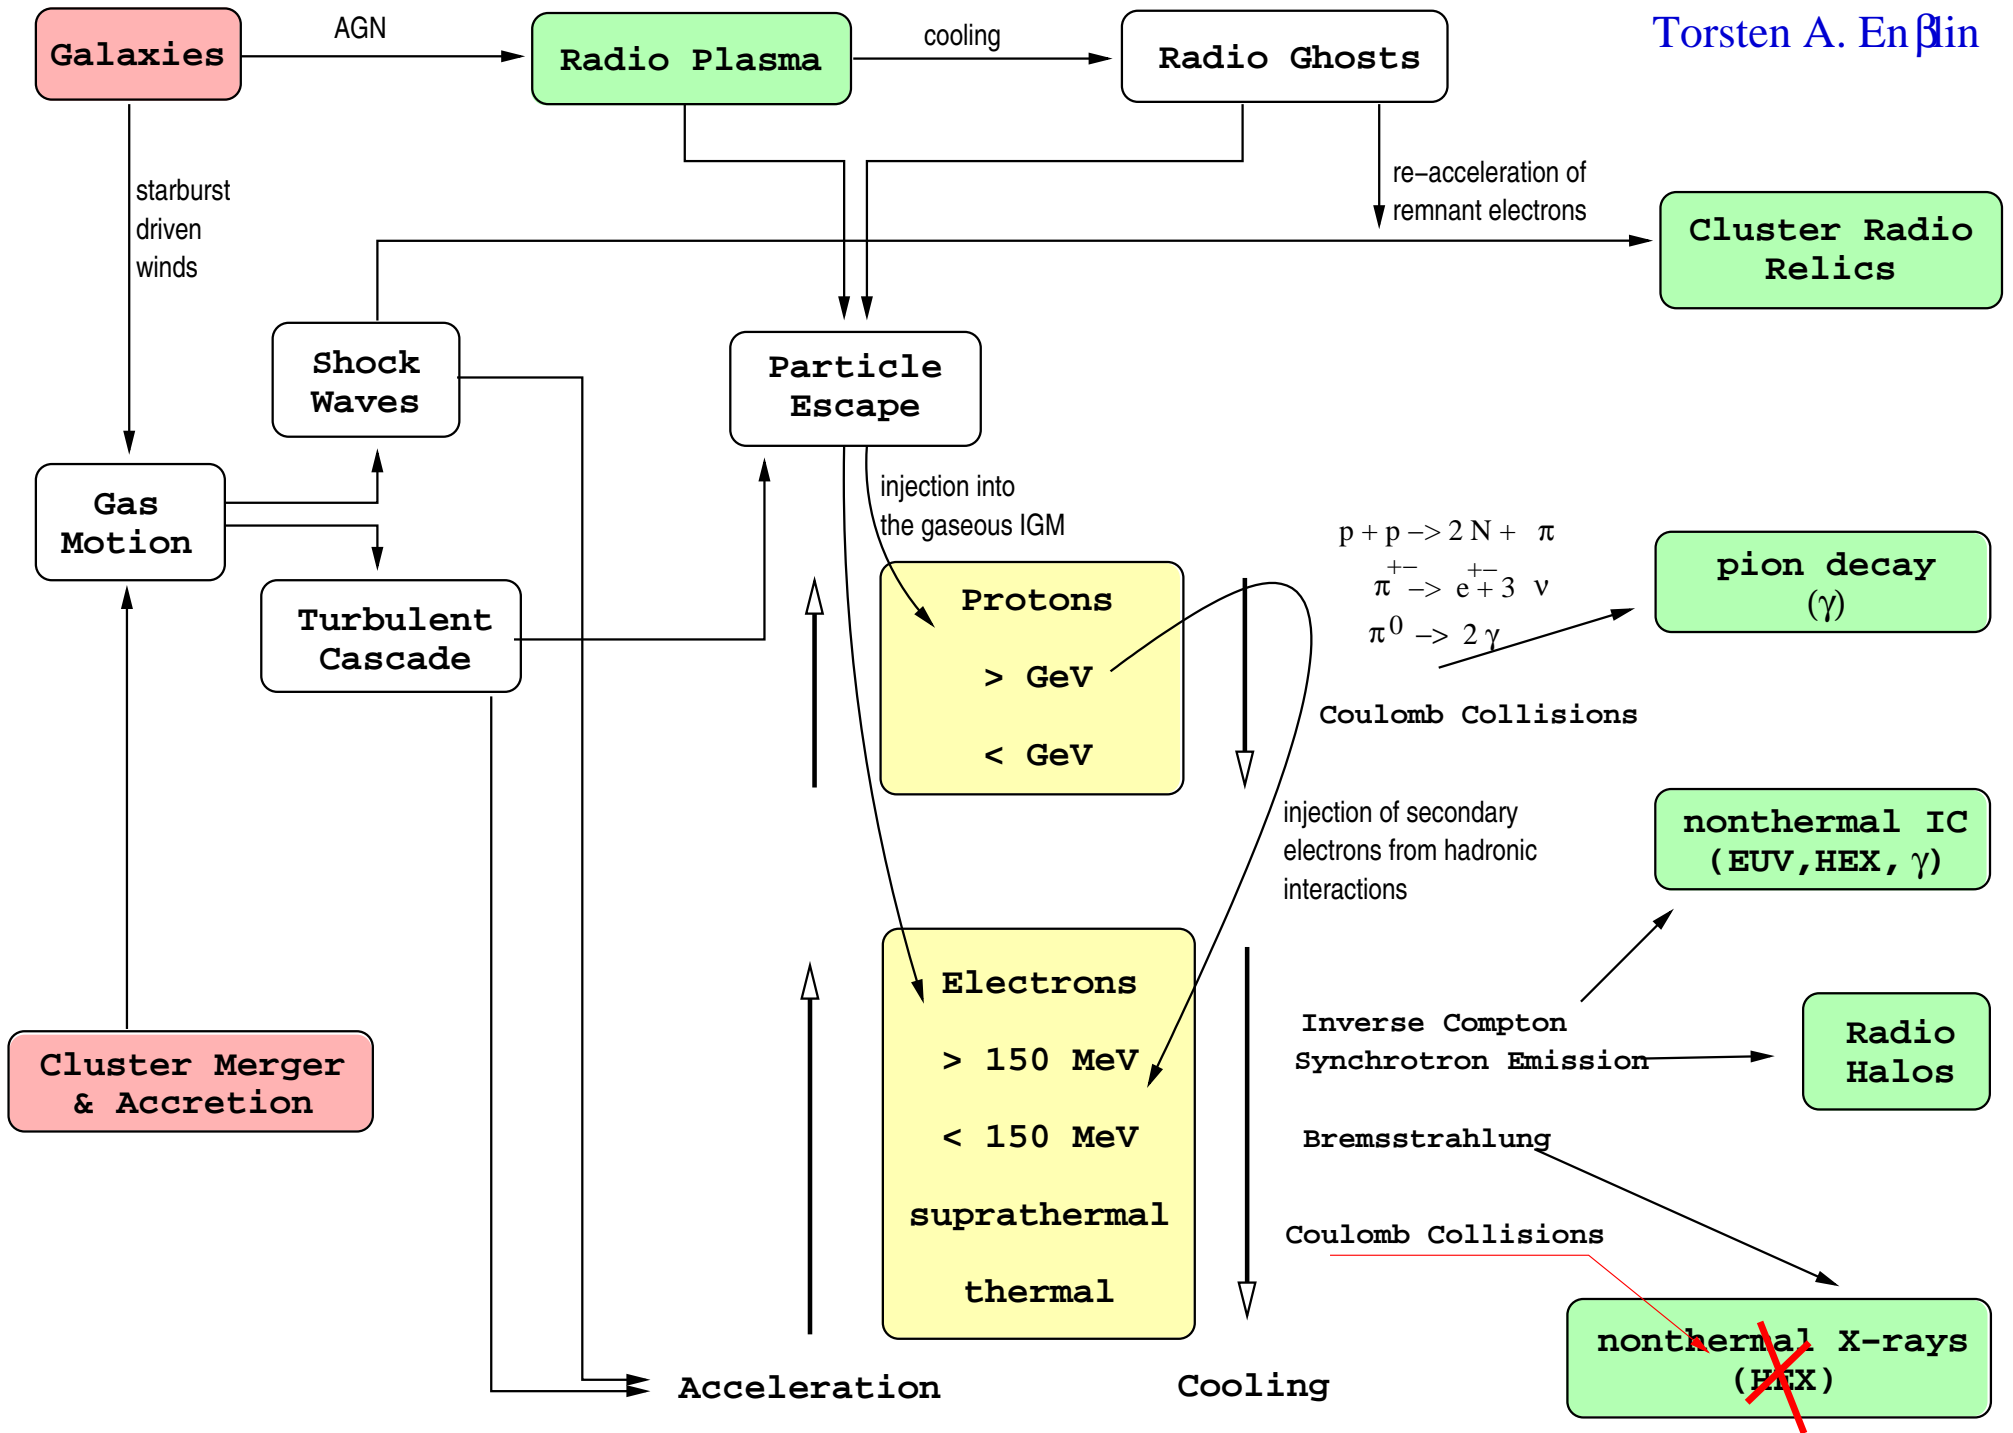 Galaxies
AGN
Radio Plasma
cooling
Radio Ghosts
Torsten A. Enβlin
starburst
driven
winds
re-acceleration of
remnant electrons
Cluster Radio
Relics
Shock
Waves
Particle
Escape
Gas
Motion
injection into
the gaseous IGM
Turbulent
Cascade
Protons
> GeV
< GeV
p + p -> 2 N + π
π +- -> e +- + 3 ν
π 0 -> 2 γ
pion decay
(γ)
Coulomb Collisions
injection of secondary
electrons from hadronic
interactions
nonthermal IC
(EUV,HEX, γ)
Electrons
> 150 MeV
< 150 MeV
suprathermal
thermal
Inverse Compton
Synchrotron Emission
Radio
Halos
Cluster Merger
& Accretion
Bremsstrahlung
Coulomb Collisions
nonthermal X-rays
(HEX)
Acceleration
Cooling